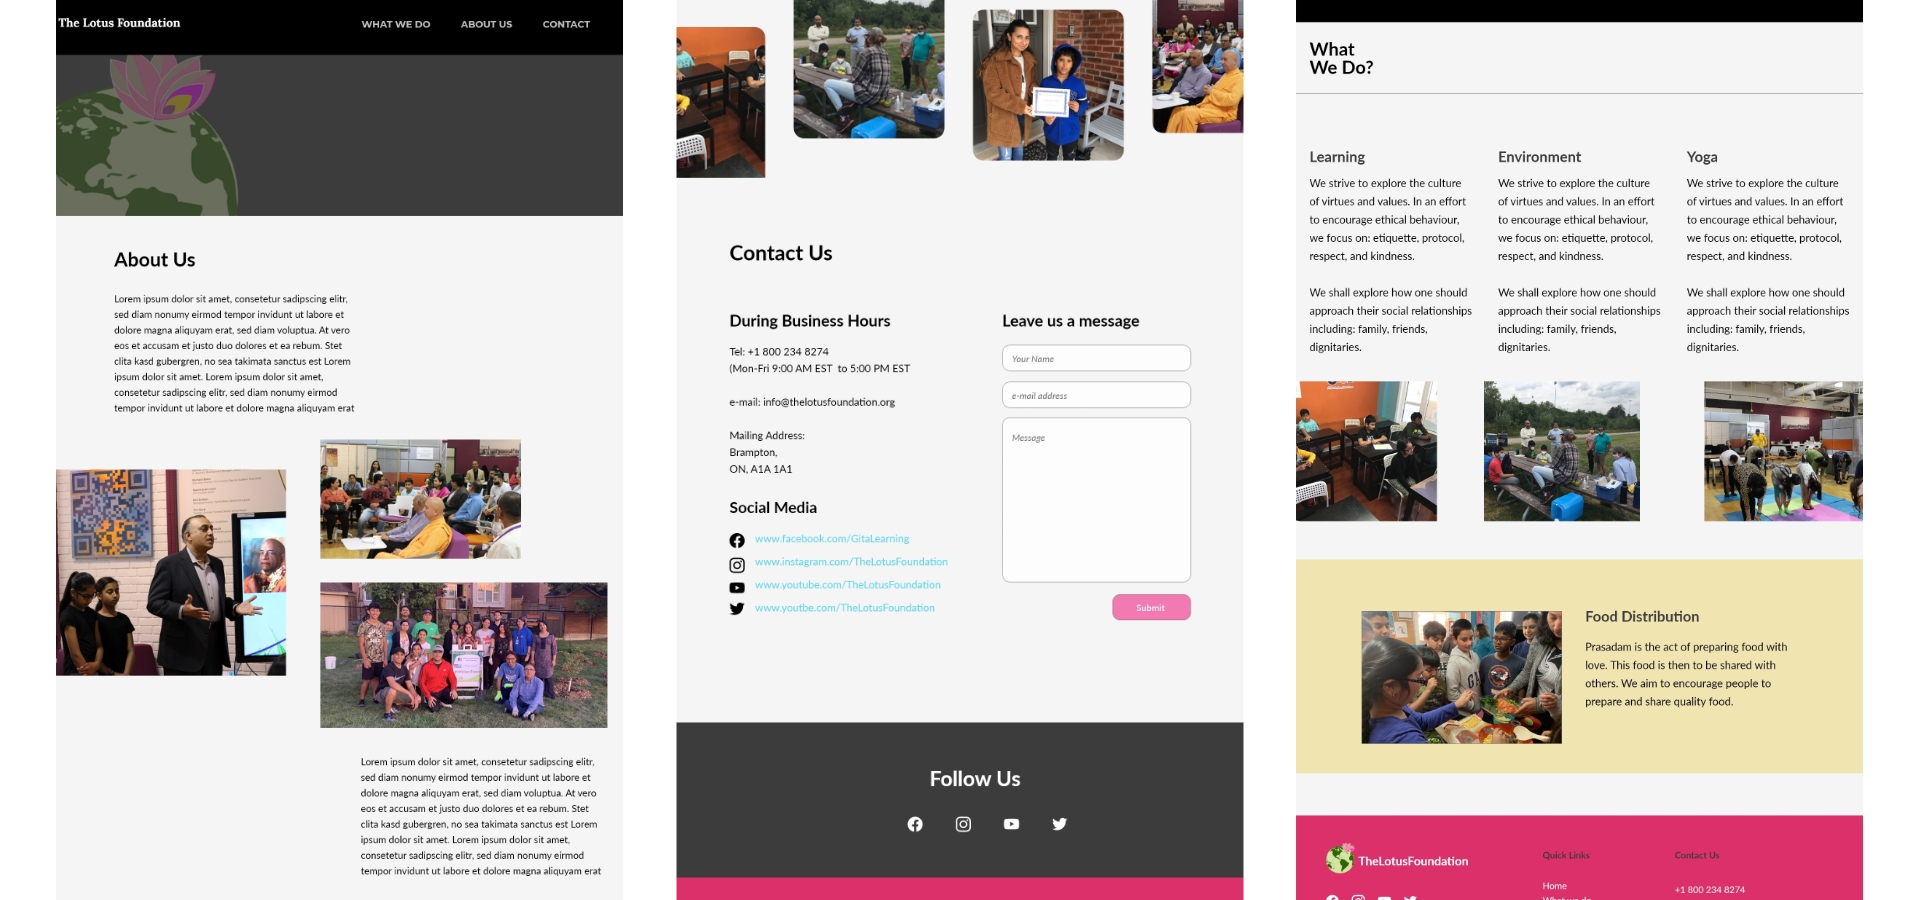 The Lotus Foundation
WHAT WE DO
ABOUT US
CONTACT
About Us
Lorem ipsum dolor sit amet, consetetur sadipscing elitr,
sed diam nonumy eirmod tempor invidunt ut labore et
dolore magna aliquyam erat, sed diam voluptua. At vero
eos et accusam et justo duo dolores et ea rebum. Stet
clita kasd gubergren, no sea takimata sanctus est Lorem
ipsum dolor sit amet. Lorem ipsum dolor sit amet,
consetetur sadipscing elitr, sed diam nonumy eirmod
tempor invidunt ut labore et dolore magna aliquyam erat
Lorem ipsum dolor sit amet, consetetur sadipscing elitr,
sed diam nonumy eirmod tempor invidunt ut labore et
dolore magna aliquyam erat, sed diam voluptua. At vero
eos et accusam et justo duo dolores et ea rebum. Stet
clita kasd gubergren, no sea takimata sanctus est Lorem
ipsum dolor sit amet. Lorem ipsum dolor sit amet,
consetetur sadipscing elitr, sed diam nonumy eirmod
tempor invidunt ut labore et dolore magna aliquyam erat
Contact Us
During Business Hours
Tel: +1 800 234 8274
(Mon-Fri 9:00 AM EST to 5:00 PM EST
e-mail: info@thelotusfoundation.org
Mailing Address:
Brampton,
ON, A1A 1A1
Social Media
www.facebook.com/GitaLearning
www.instagram.com/TheLotusFoundation
www.youtube.com/TheLotusFoundation
www.youtbe.com/TheLotusFoundation
Leave us a message
Your Name
e-mail address
Message
Submit
Follow Us
What
We Do?
Learning
We strive to explore the culture
of virtues and values. In an effort
to encourage ethical behaviour,
we focus on: etiquette, protocol,
respect, and kindness.
We shall explore how one should
approach their social relationships
including: family, friends,
dignitaries.
Environment
We strive to explore the culture
of virtues and values. In an effort
to encourage ethical behaviour,
we focus on: etiquette, protocol,
respect, and kindness.
We shall explore how one should
approach their social relationships
including: family, friends,
dignitaries.
Yoga
We strive to explore the culture
of virtues and values. In an effort
to encourage ethical behaviour,
we focus on: etiquette, protocol,
respect, and kindness.
We shall explore how one should
approach their social relationships
including: family, friends,
dignitaries.
Food Distribution
Prasadam is the act of preparing food with
love. This food is then to be shared with
others. We aim to encourage people to
prepare and share quality food.
TheLotusFoundation
Quick Links
Home
What we do
Contact Us
+1 800 234 8274